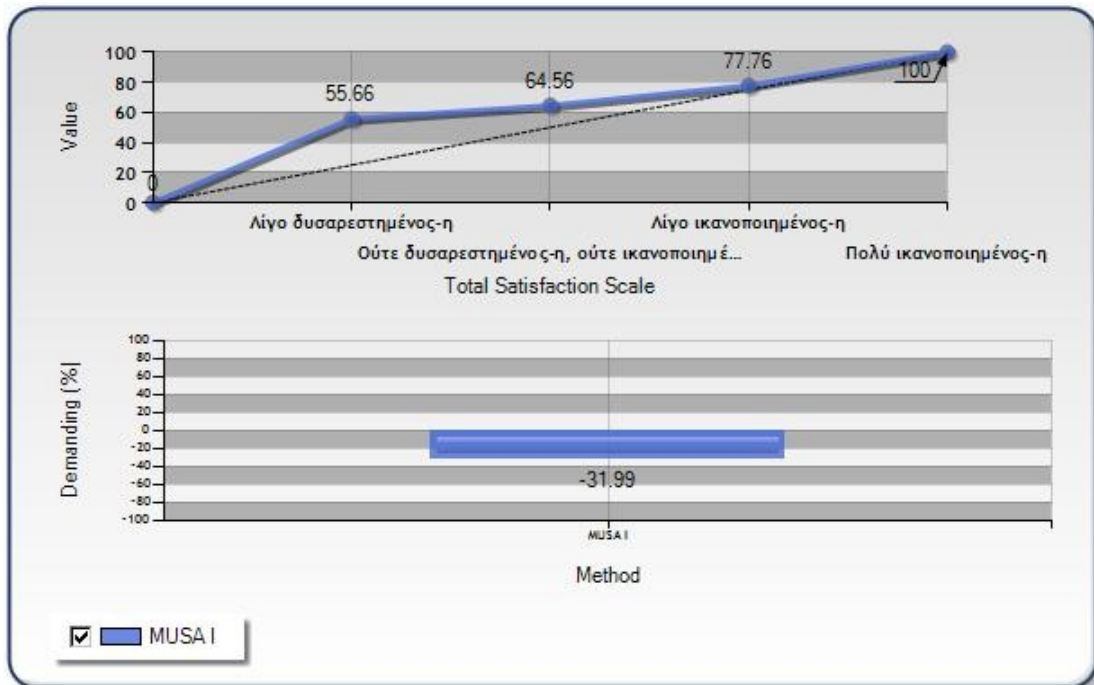 100
80
60
40
20
0
Value
0
55.66
64.56
77.76
100
Λίγο δυσαρεστημένος-η
Λίγο ικανοποιημένος-η
Ούτε δυσαρεστημένος-η, ούτε ικανοποιημέ...
Πολύ ικανοποιημένος-η
Total Satisfaction Scale
100
80
60
40
20
0
-20
-40
-60
-80
-100
Demanding (%)
-31.99
MUSA I
Method
MUSA I